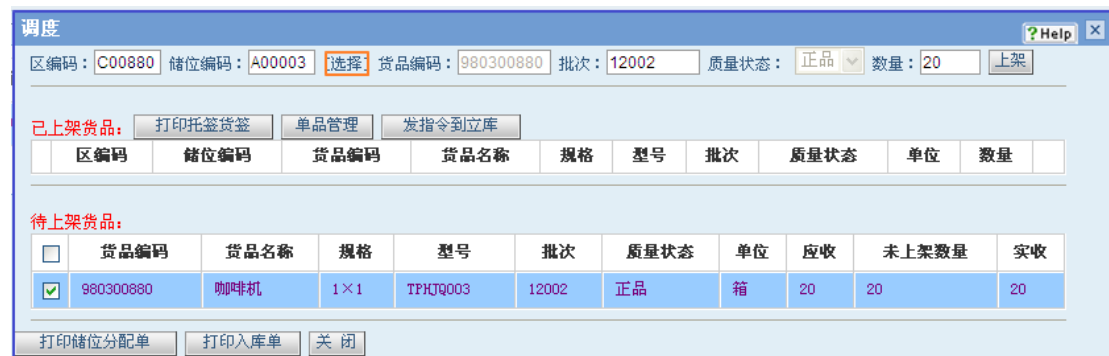 调度 ?Help X
区编码： C00880 储位编码： A00003 [选择] 货品编码： 980300880 批次： 12002 质量状态： 正品 数量： 20 上架
已上架货品： 打印托签货签 单品管理 发指令到立库
区编码 储位编码 货品编码 货品名称 规格 型号 批次 质量状态 单位 数量
待上架货品：
货品编码 货品名称 规格 型号 批次 质量状态 单位 应收 未上架数量 实收
980300880 咖啡机 1×1 TPHJQ003 12002 正品 箱 20 20 20
打印储位分配单 打印入库单 关 闭